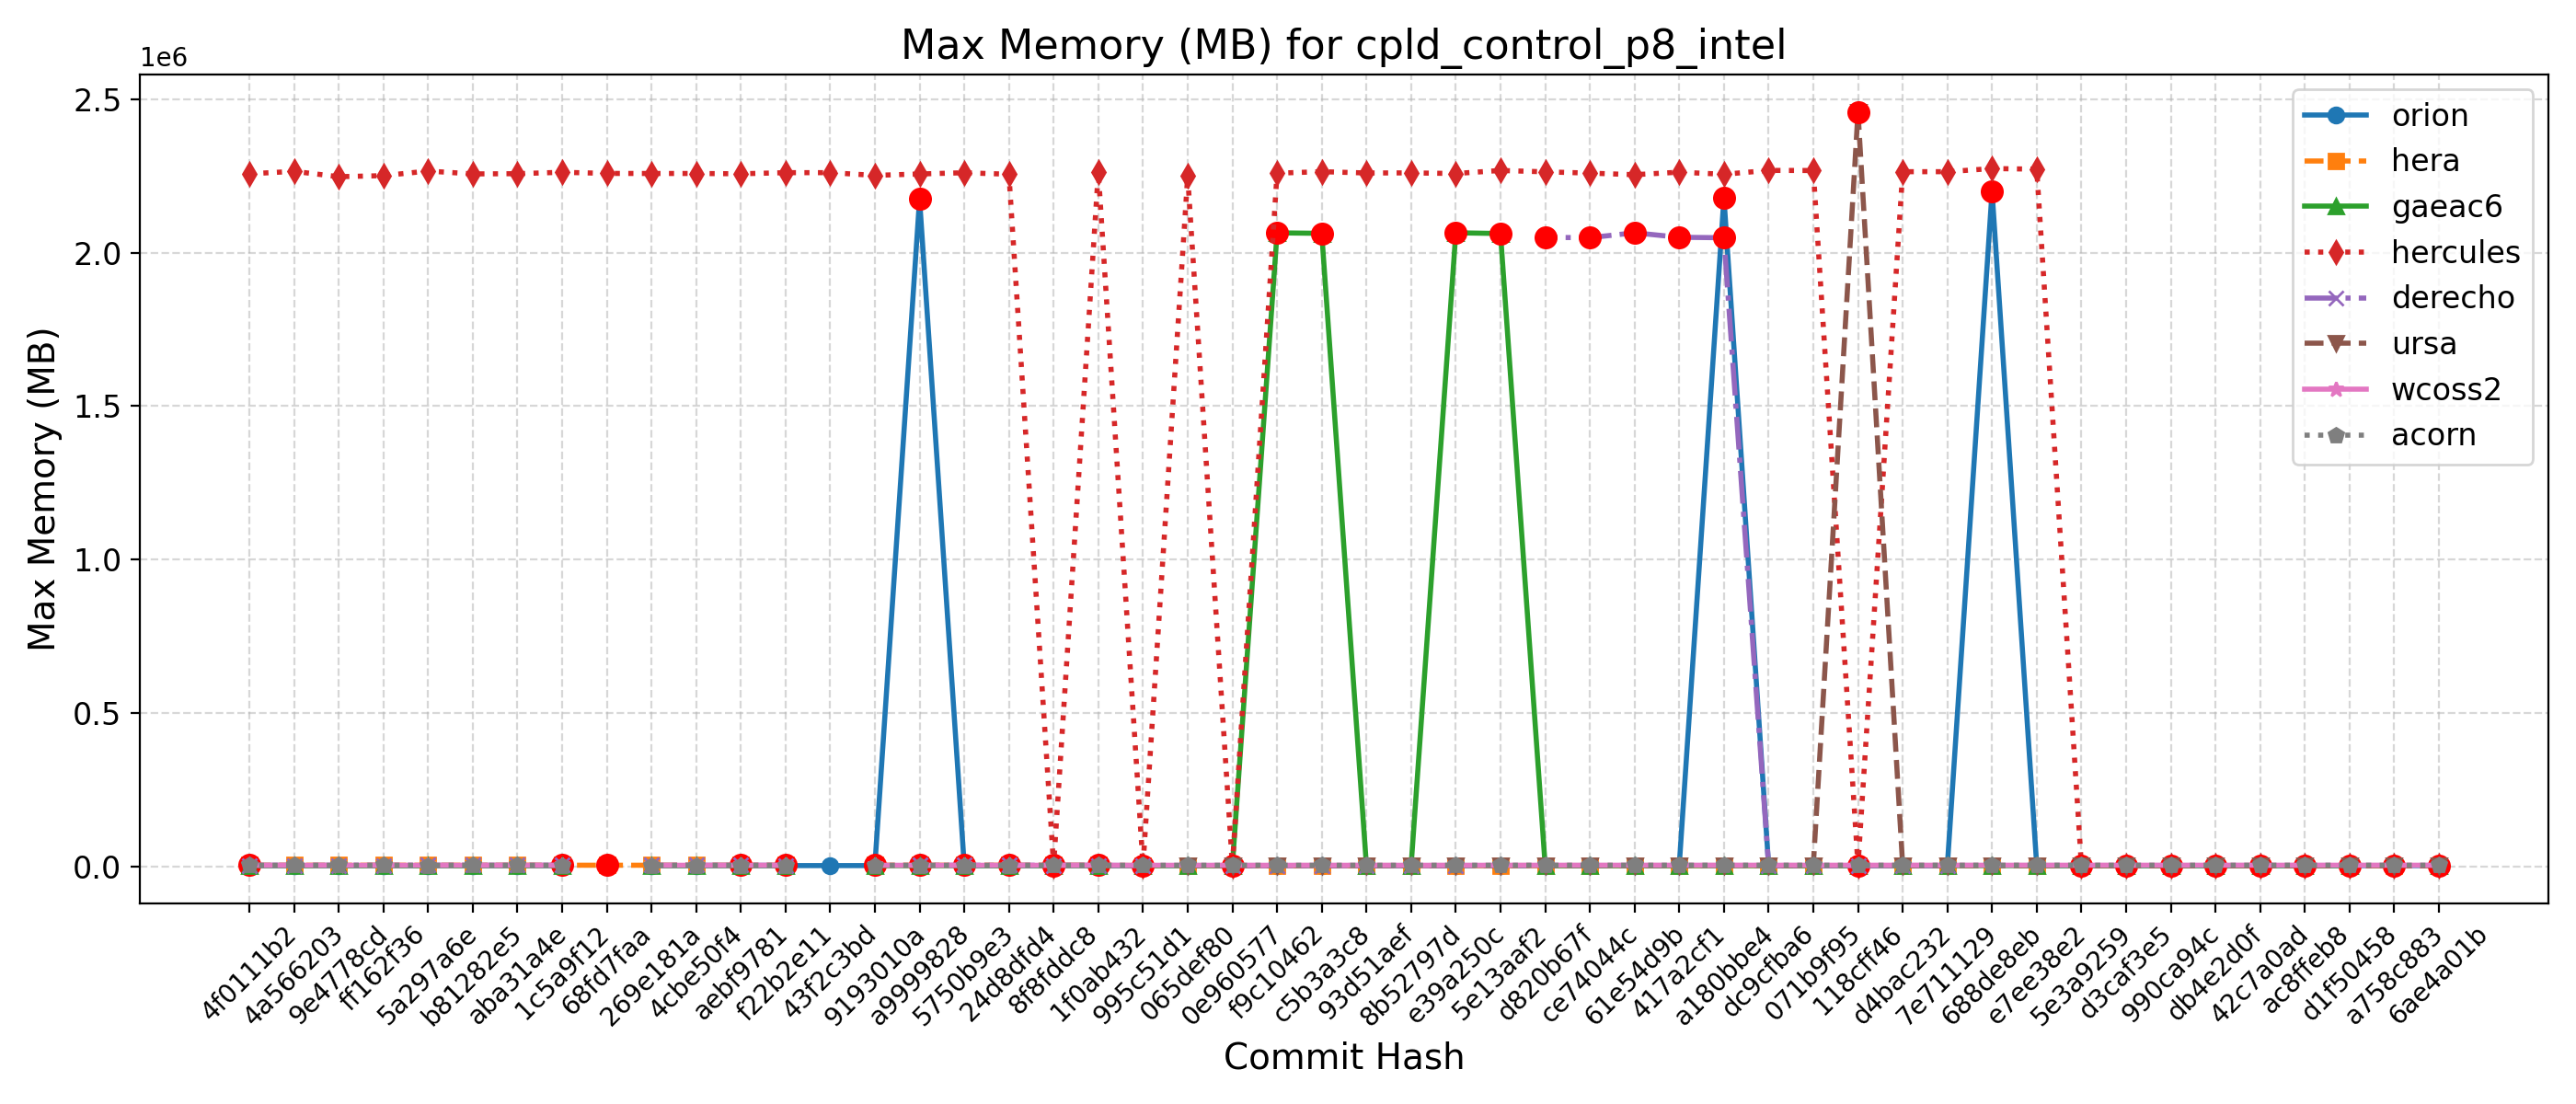 Max Memory (MB) for cpld_control_p8_intel
1e6
2.5
2.0
1.5
1.0
0.5
0.0
Max Memory (MB)
orion
hera
gaeac6
hercules
derecho
ursa
wcoss2
acorn
4f0111b2
4a566203
9e4778cd
ff162f36
5a297a6e
b81282e5
aba31a4e
1c5a9f12
68fd7faa
269e181a
4cbe50f4
aebf9781
f22b2e11
43f2c3bd
9193010a
a9999828
5750b9e3
24d8dfd4
8f8fddc8
1f0ab432
995c51d1
065def80
0e960577
f9c10462
c5b3a3c8
93d51aef
8b52797d
e39a250c
5e13aaf2
d820b67f
ce74044c
61e54d9b
417a2cf1
a180bbe4
dc9cfba6
071b9f95
118cff46
d4bac232
7e711129
688de8eb
e7ee38e2
5e3a9259
d3caf3e5
990ca94c
db4e2d0f
42c7a0ad
ac8ffeb8
d1f50458
a758c883
6ae4a01b
Commit Hash